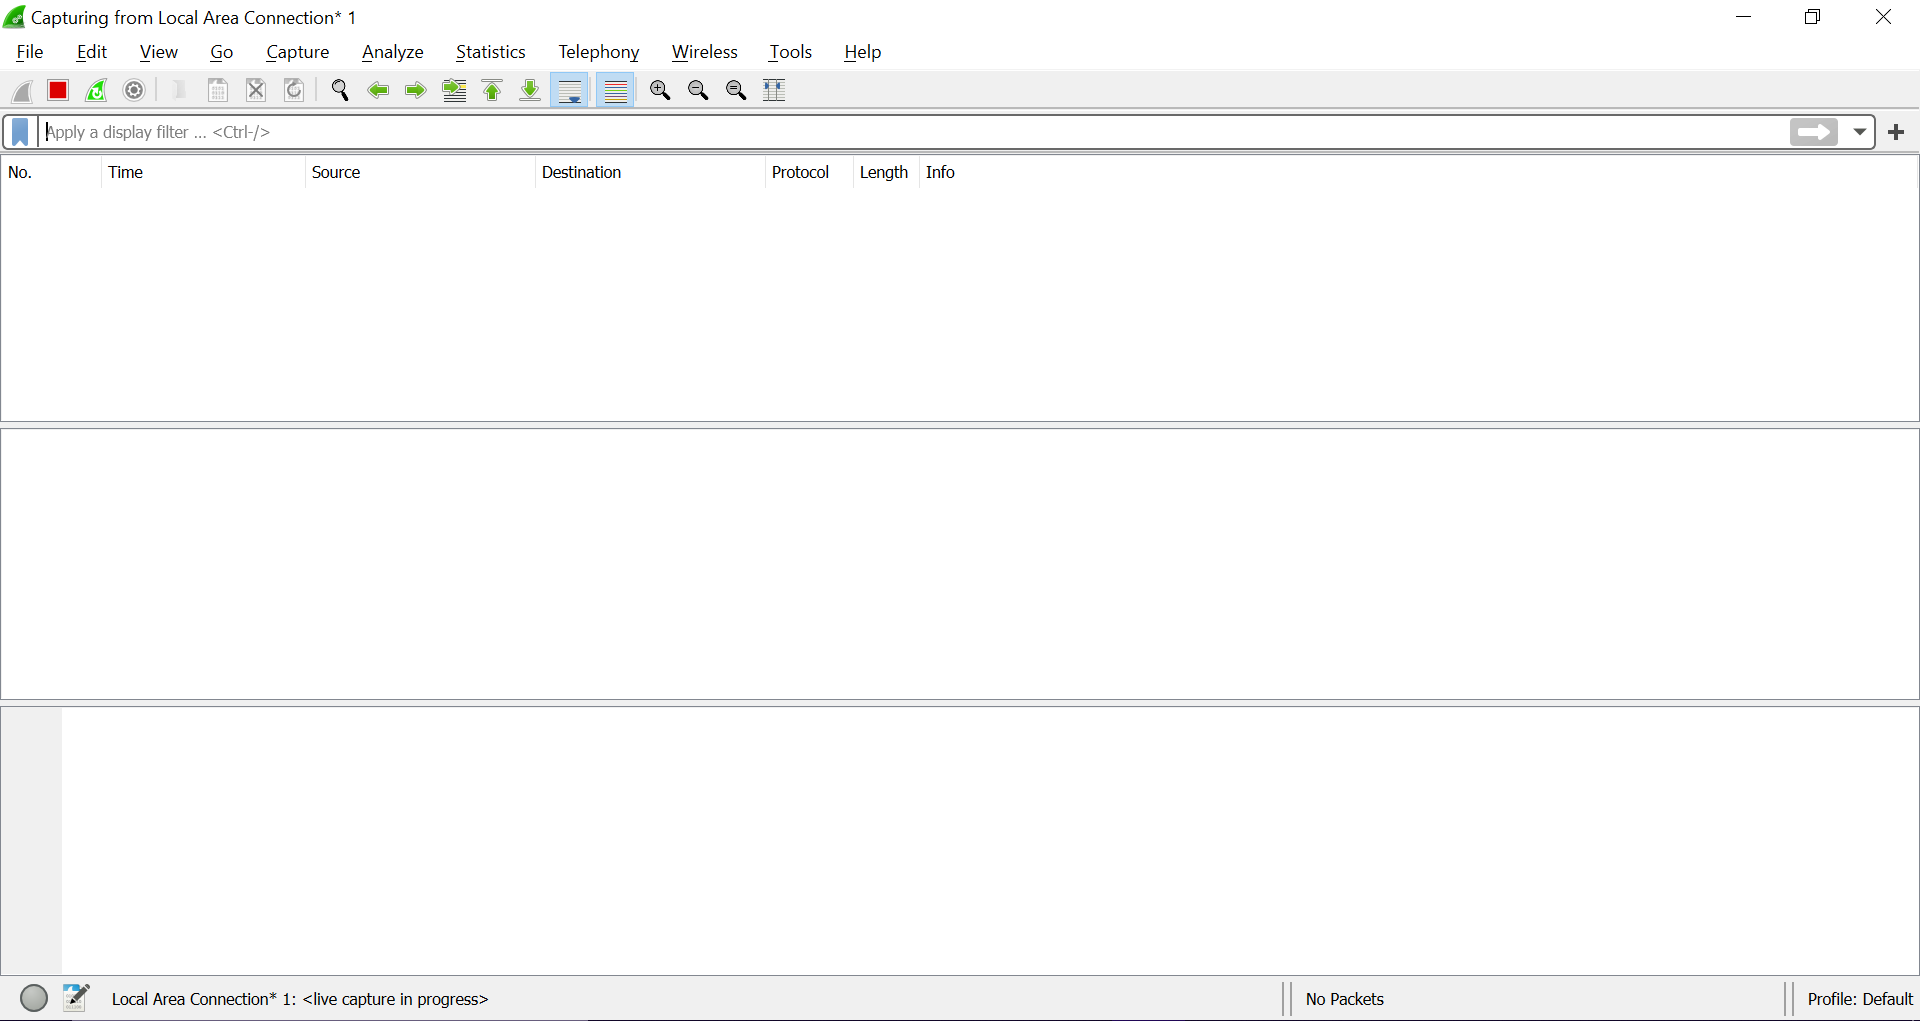 Capturing from Local Area Connection* 1
File Edit View Go Capture Analyze Statistics Telephony Wireless Tools Help
Apply a display filter ... <Ctrl-/>
No. Time Source Destination Protocol Length Info
Local Area Connection* 1: <live capture in progress> No Packets Profile: Default